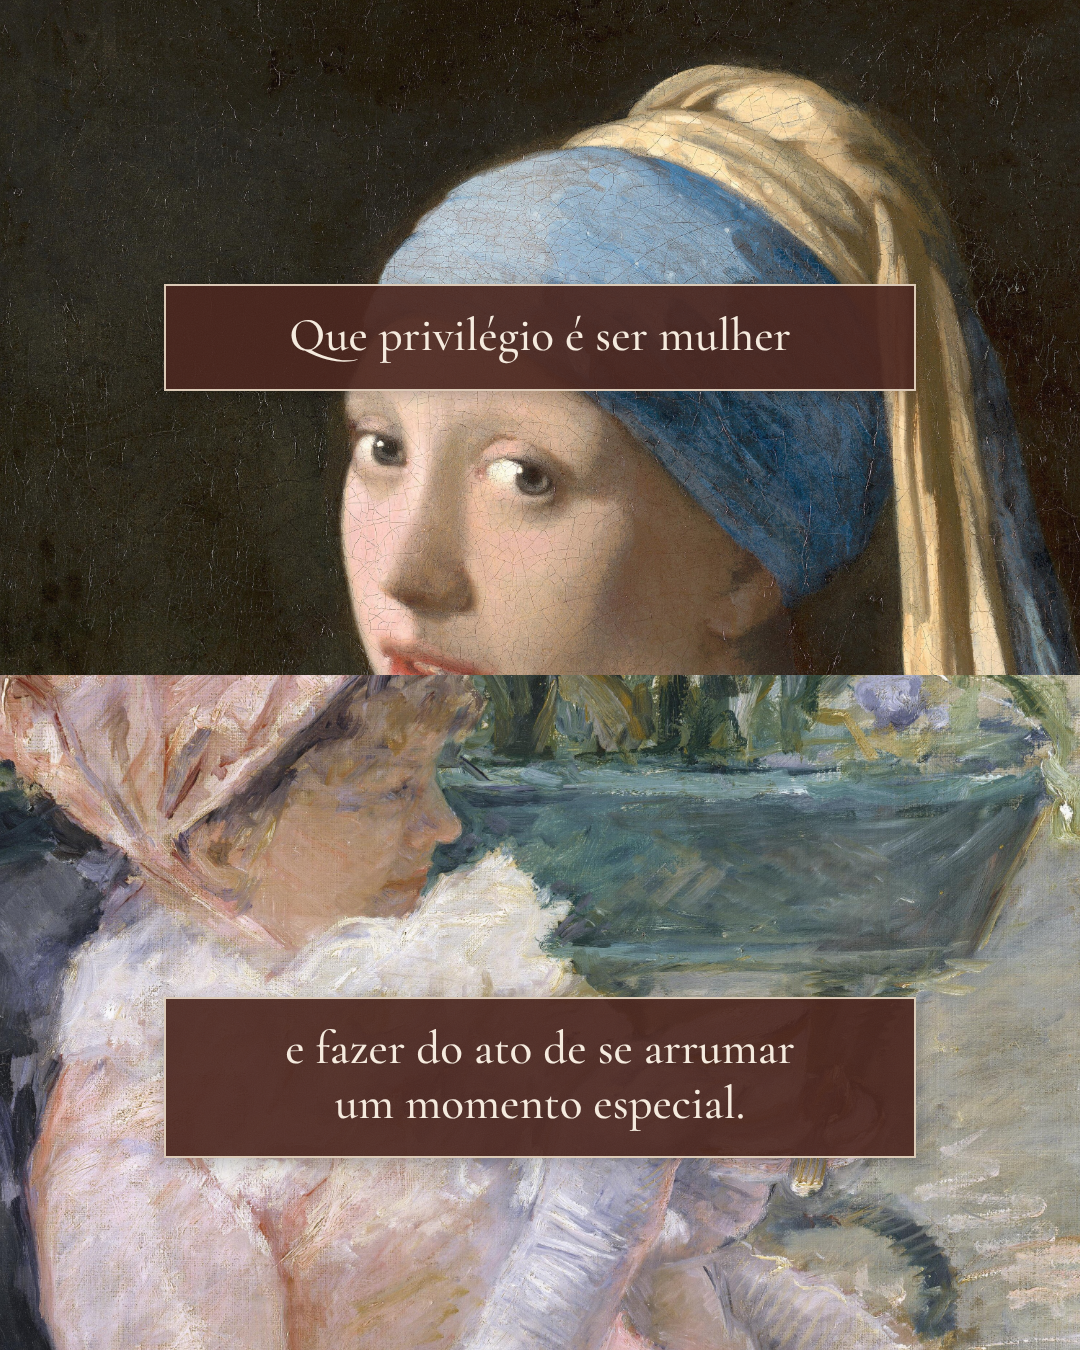 Que privilégio é ser mulher
e fazer do ato de se arrumar
um momento especial.